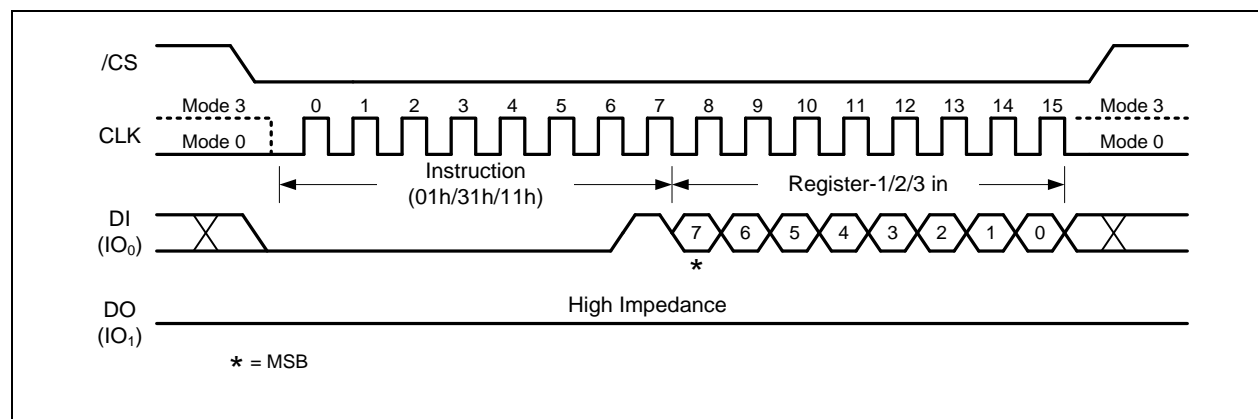 /CS
Mode 3 0 1 2 3 4 5 6 7 8 9 10 11 12 13 14 15 Mode 3
CLK Mode 0 Mode 0
Instruction
(01h/31h/11h)
Register-1/2/3 in
DI
(IO₀)
7 6 5 4 3 2 1 0
*
High Impedance
DO
(IO₁)
* = MSB